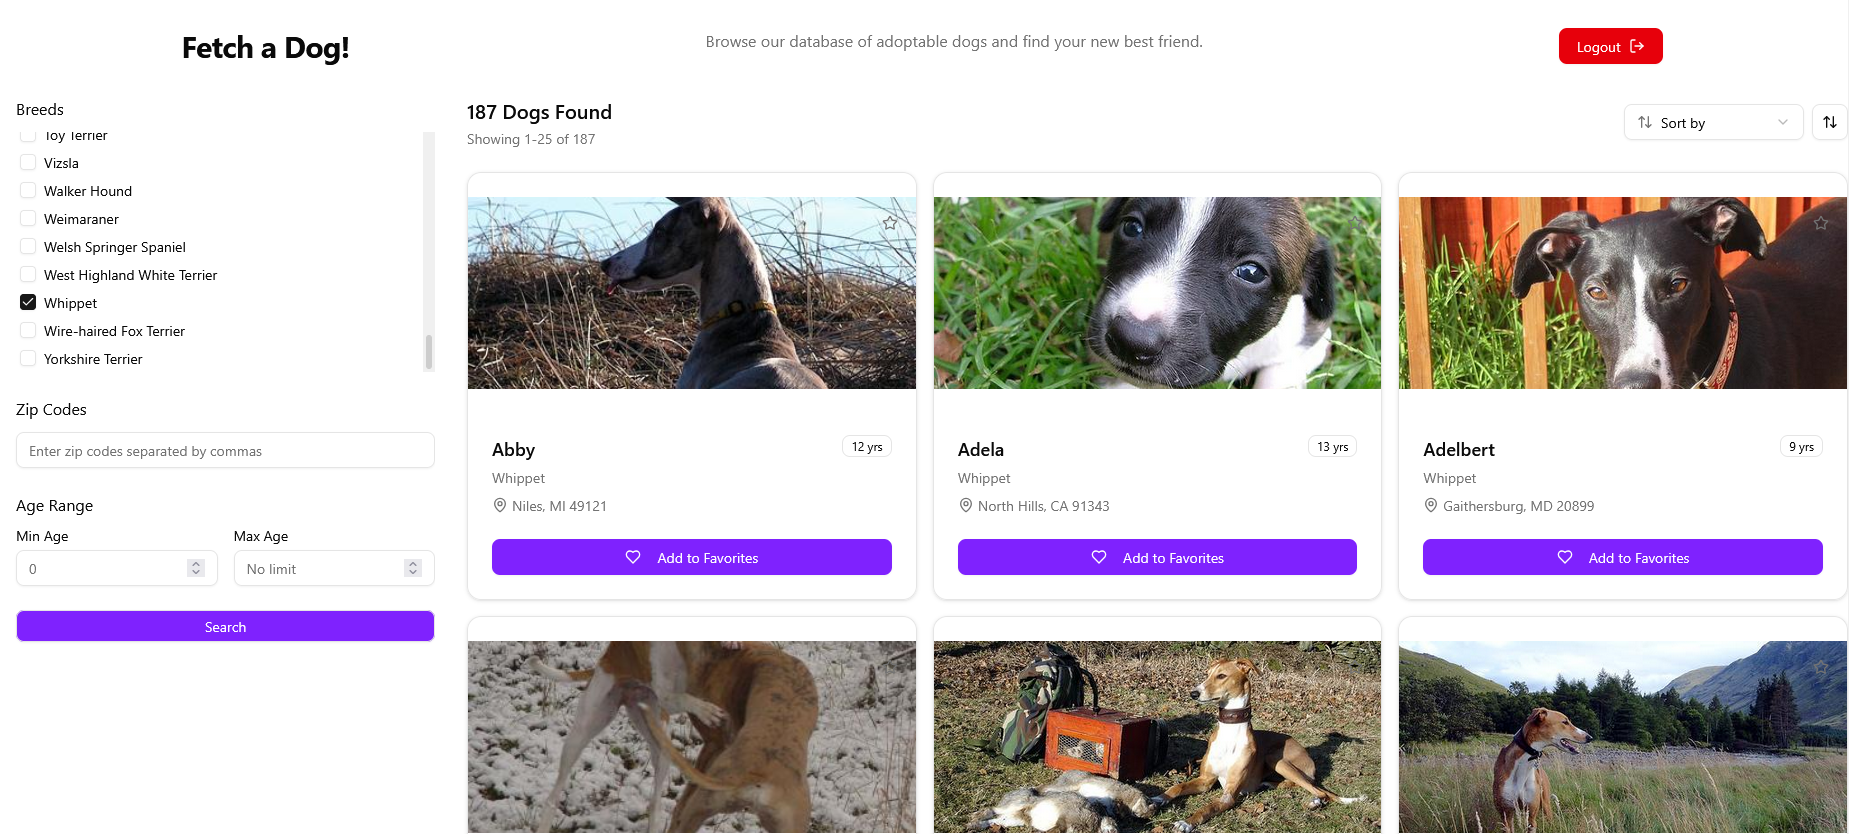 Fetch a Dog!
Browse our database of adoptable dogs and find your new best friend.
Logout
Breeds
Toy Terrier
Vizsla
Walker Hound
Weimaraner
Welsh Springer Spaniel
West Highland White Terrier
Whippet
Wire-haired Fox Terrier
Yorkshire Terrier
Zip Codes
Enter zip codes separated by commas
Age Range
Min Age
Max Age
0
No limit
Search
187 Dogs Found
Showing 1-25 of 187
Sort by
Abby
12 yrs
Whippet
Niles, MI 49121
Add to Favorites
Adela
13 yrs
Whippet
North Hills, CA 91343
Add to Favorites
Adelbert
9 yrs
Whippet
Gaithersburg, MD 20899
Add to Favorites